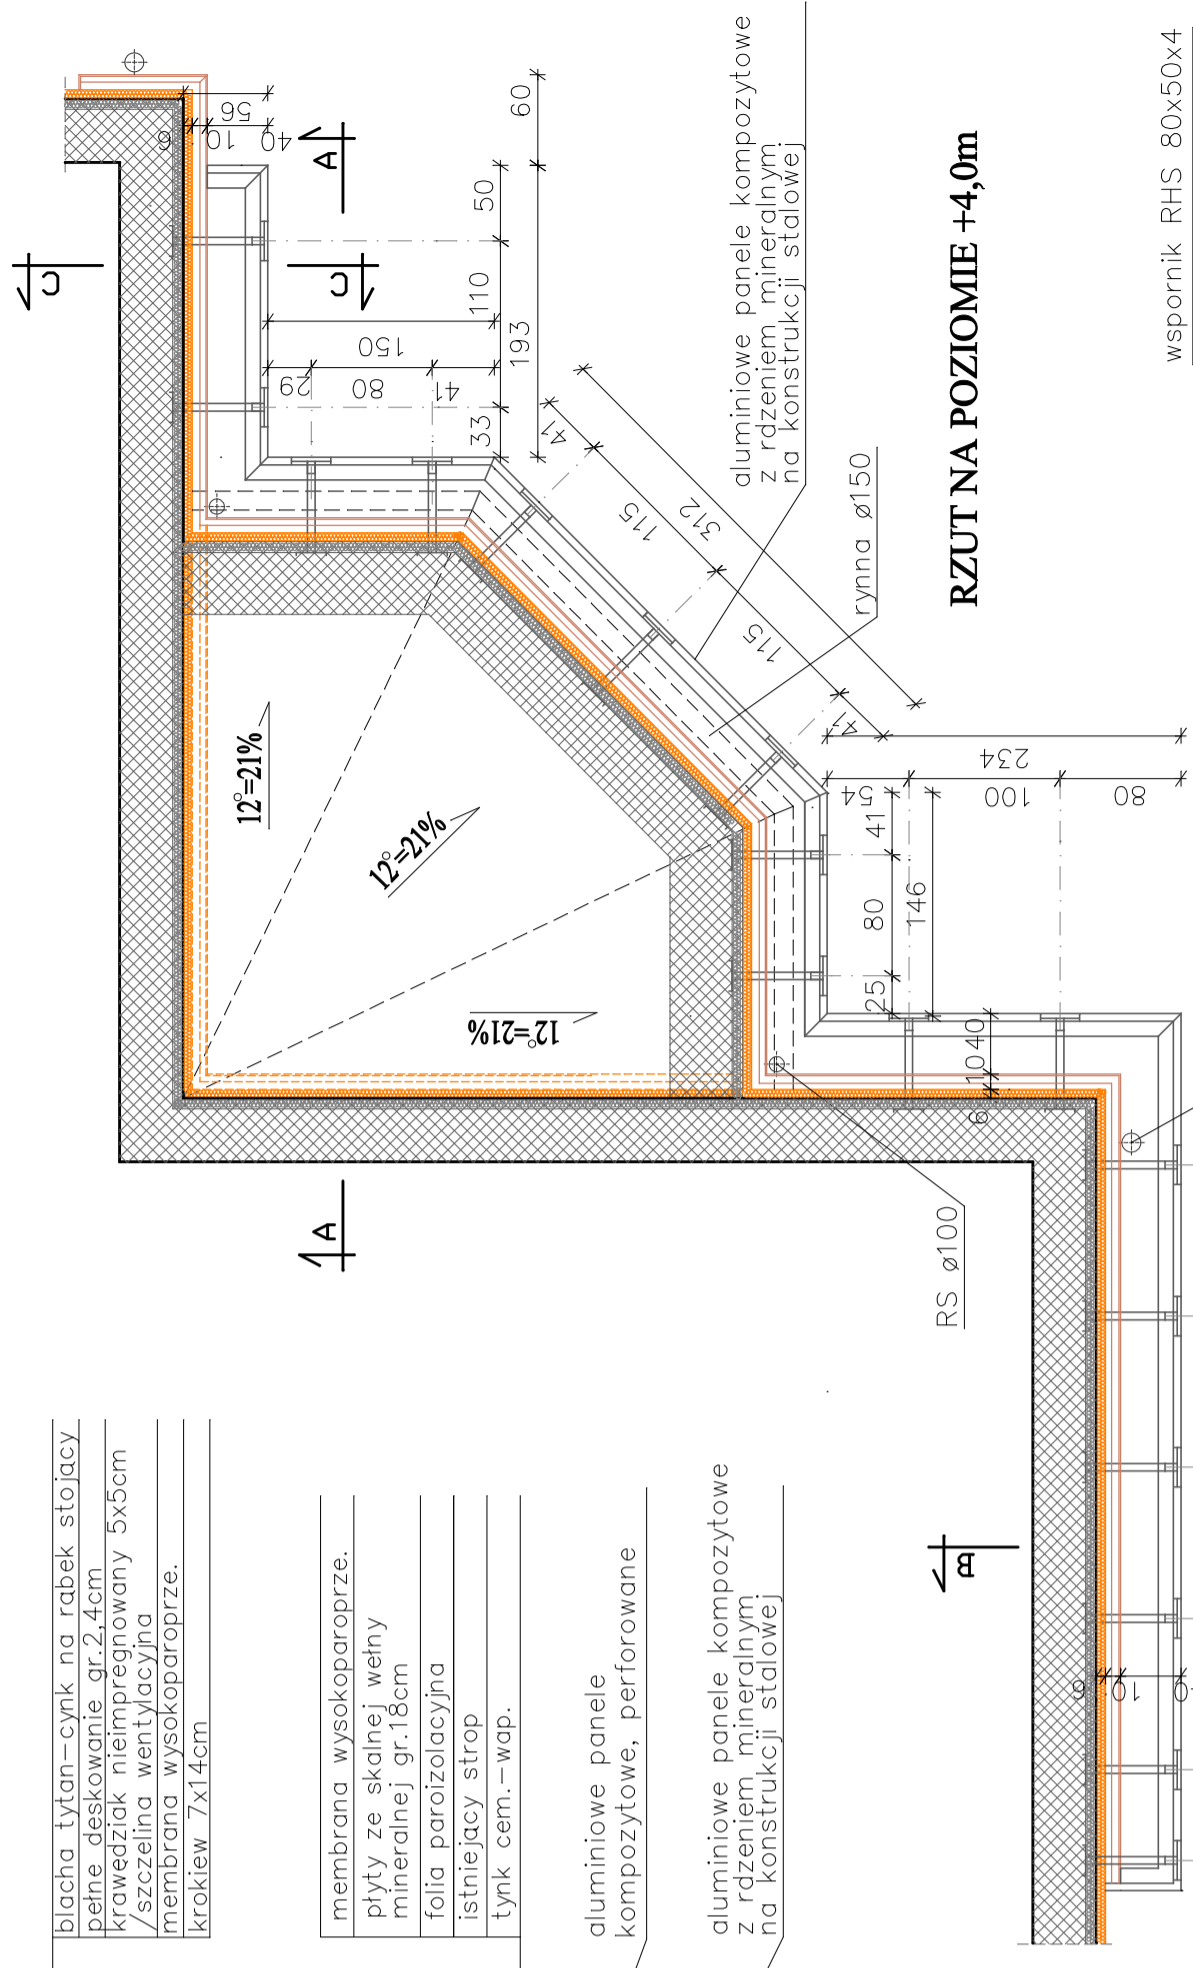 blacha tytan-cynk na rąbek stojący
pełne deskowanie gr.2,4cm
krawędziak nieimpregnowany 5x5cm
/szczelina wentylacyjna
membrana wysokoparoprze.
krokiew 7x14cm
membrana wysokoparoprze.
płyty ze skalnej wełny
mineralnej gr.18cm
folia paroizolacyjna
istniejący strop
tynk cem.-wap.
aluminiowe panele
kompozytowe, perforowane
aluminiowe panele kompozytowe
z rdzeniem mineralnym
na konstrukcji stalowej
A
B
RS ø100
12°=21%
12°=21%
12°=21%
C
C
A
6
10
40
56
60
50
110
33
193
150
29
80
41
41
115
115
41
312
54
100
80
234
41
80
25
146
40
10
6
10
rynna ø150
aluminiowe panele kompozytowe
z rdzeniem mineralnym
na konstrukcji stalowej
RZUT NA POZIOMIE +4,0m
wspornik RHS 80x50x4